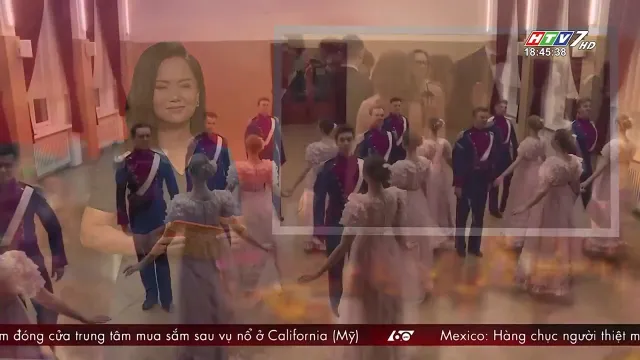 HTV7 HD
18:45:38
m đóng cửa trung tâm mua sắm sau vụ nổ ở California (Mỹ) 60 Mexico: Hàng chục người thiệt m